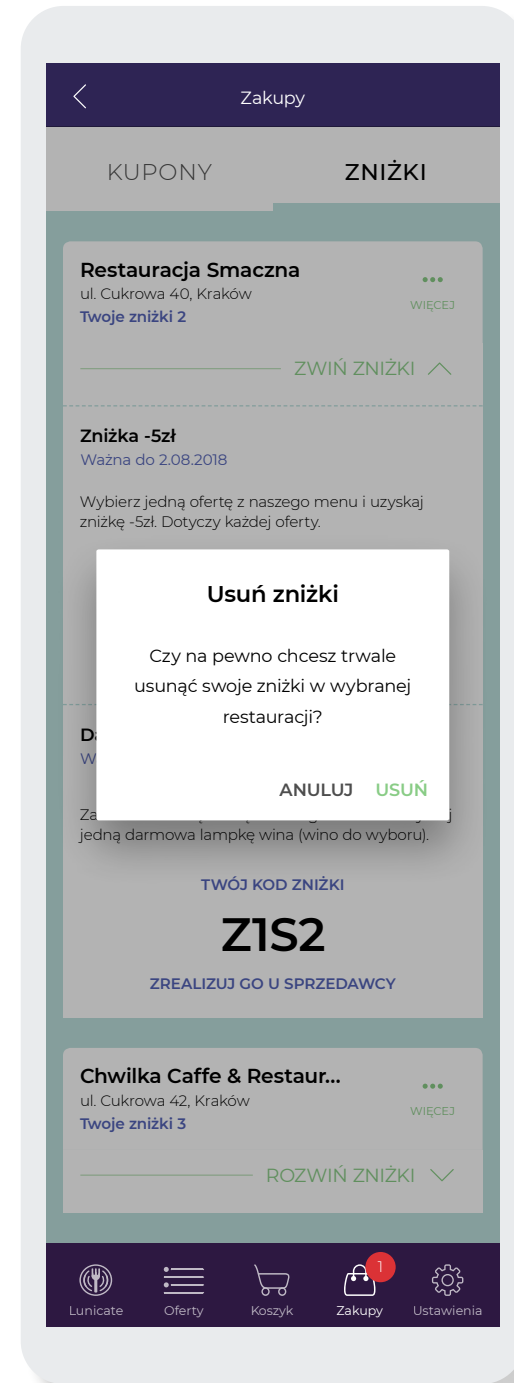 Zakupy
KUPONY
ZNIŻKI
Restauracja Smaczna
ul. Cukrowa 40, Kraków
Twoje zniżki 2
WIĘCEJ
ZWIŃ ZNIŻKI
Zniżka -5zł
Ważna do 2.08.2018
Wybierz jedną ofertę z naszego menu i uzyskaj
zniżkę -5zł. Dotyczy każdej oferty.
Usuń zniżki
Czy na pewno chcesz trwale
usunąć swoje zniżki w wybranej
restauracji?
ANULUJ USUŃ
jedną darmowa lampkę wina (wino do wyboru).
TWÓJ KOD ZNIŻKI
Z1S2
ZREALIZUJ GO U SPRZEDAWCY
Chwilka Caffe & Restaur...
ul. Cukrowa 42, Kraków
Twoje zniżki 3
WIĘCEJ
ROZWIŃ ZNIŻKI
1
Lunicate
Oferty
Koszyk
Zakupy
Ustawienia